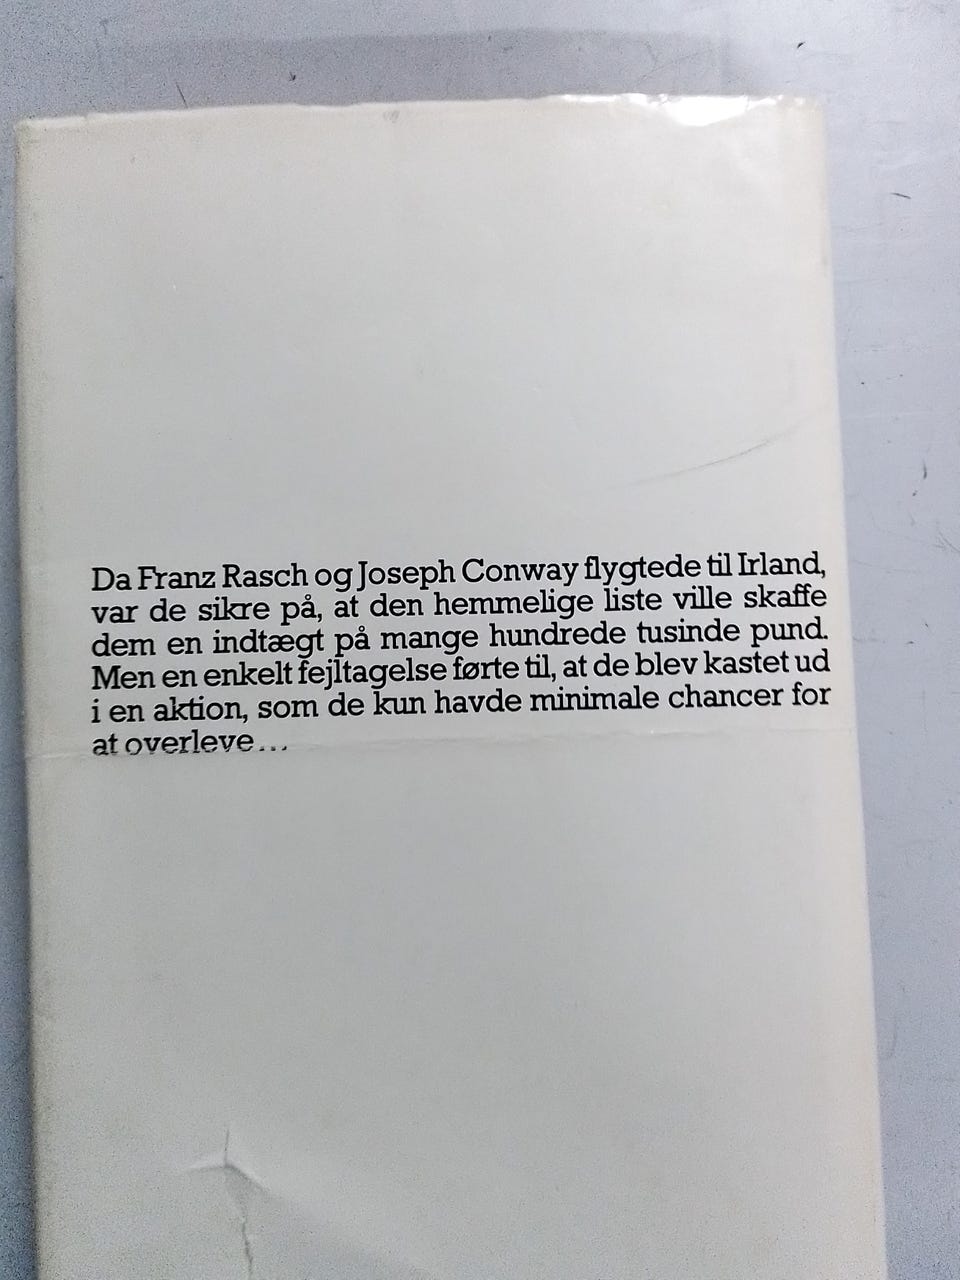 Da Franz Rasch og Joseph Conway flygtede til Irland,
var de sikre på, at den hemmelige liste ville skaffe
dem en indtægt på mange hundrede tusinde pund.
Men en enkelt fejltagelse førte til, at de blev kastet ud
i en aktion, som de kun havde minimale chancer for
at overleve...